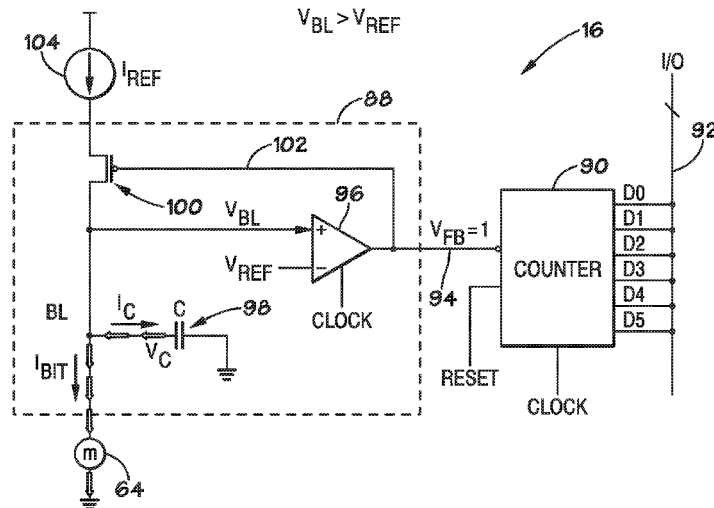 V_BL > V_REF
16
104
I_REF
I/O
88
92
102
90
100
96
D0
V_BL
V_FB = 1
D1
+
D2
V_REF
−
94
COUNTER
D3
D4
CLOCK
D5
BL
I_C
C
98
V_C
RESET
I_BIT
CLOCK
m
64